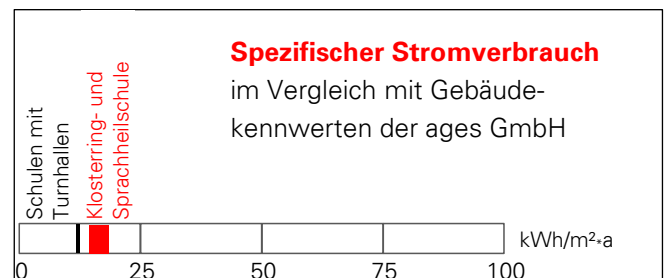 Spezifischer Stromverbrauch
im Vergleich mit Gebäude-
kennwerten der ages GmbH
Schulen mit
Turnhallen
Klosterring- und
Sprachheilschule
kWh/m²*a
0 25 50 75 100